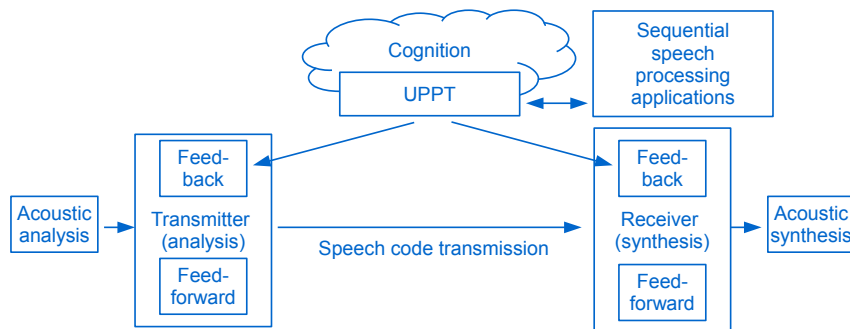 Cognition
UPPT
Sequential
speech
processing
applications
Feed-
back
Transmitter
(analysis)
Feed-
forward
Acoustic
analysis
Speech code transmission
Feed-
back
Receiver
(synthesis)
Feed-
forward
Acoustic
synthesis